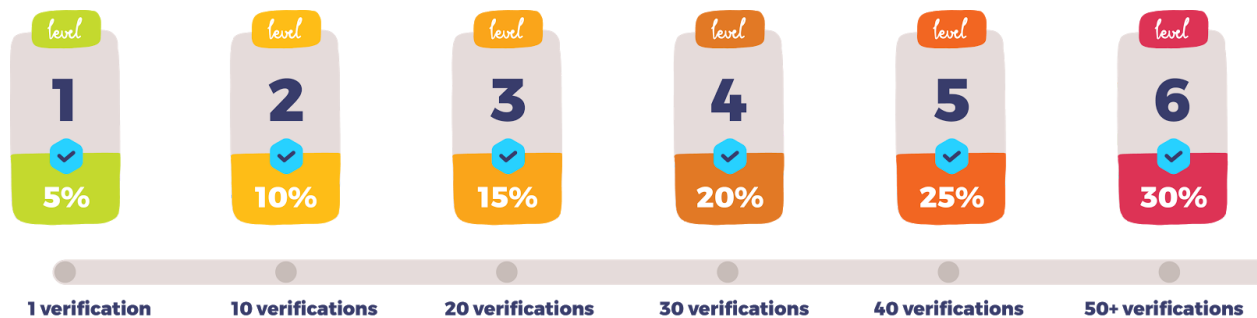 level level level level level level
1 2 3 4 5 6
5% 10% 15% 20% 25% 30%
1 verification 10 verifications 20 verifications 30 verifications 40 verifications 50+ verifications